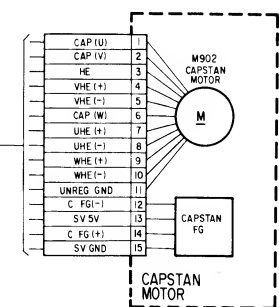 CAP (U) 1
CAP (V) 2
HE 3
VHE (+) 4
VHE (-) 5
CAP (W) 6
UHE (+) 7
UHE (-) 8
WHE (+) 9
WHE (-) 10
UNREG GND 11
C FG(-) 12
SV 5V 13
C FG (+) 14
SV GND 15
M902
CAPSTAN
MOTOR
M
CAPSTAN
FG
CAPSTAN
MOTOR